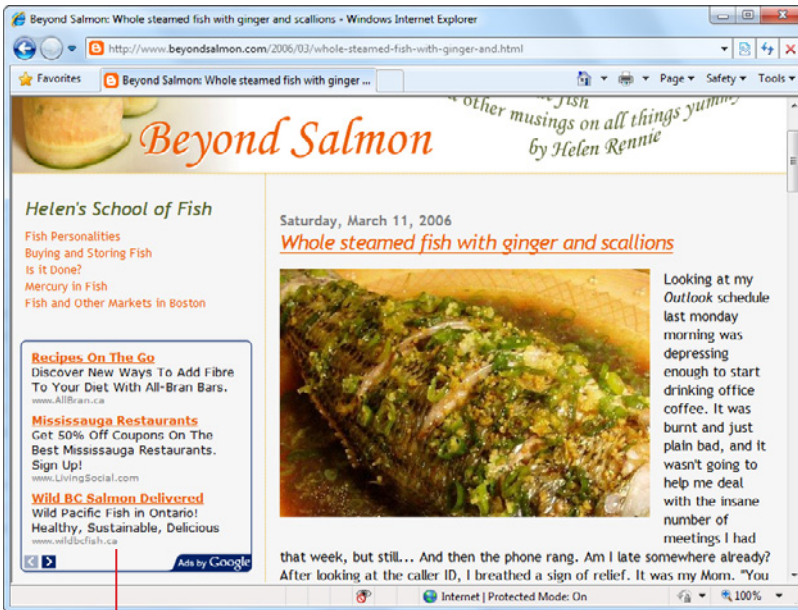 Beyond Salmon: Whole steamed fish with ginger and scallions - Windows Internet Explorer
http://www.beyondsalmon.com/2006/03/whole-steamed-fish-with-ginger-and.html
Favorites
Beyond Salmon: Whole steamed fish with ginger ...
Page
Safety
Tools
fish
other musings on all things yummy
by Helen Rennie
Beyond Salmon
Helen's School of Fish
Fish Personalities
Buying and Storing Fish
Is it Done?
Mercury in Fish
Fish and Other Markets in Boston
Recipes On The Go
Discover New Ways To Add Fibre
To Your Diet With All-Bran Bars.
www.AllBran.ca
Mississauga Restaurants
Get 50% Off Coupons On The
Best Mississauga Restaurants.
Sign Up!
www.LivingSocial.com
Wild BC Salmon Delivered
Wild Pacific Fish in Ontario!
Healthy, Sustainable, Delicious
www.wildbcfish.ca
Ads by Google
Saturday, March 11, 2006
Whole steamed fish with ginger and scallions
Looking at my
Outlook schedule
last monday
morning was
depressing
enough to start
drinking office
coffee. It was
burnt and just
plain bad, and it
wasn't going to
help me deal
with the insane
number of
meetings I had
that week, but still... And then the phone rang. Am I late somewhere already?
After looking at the caller ID, I breathed a sign of relief. It was my Mom. "You
Internet | Protected Mode: On
100%